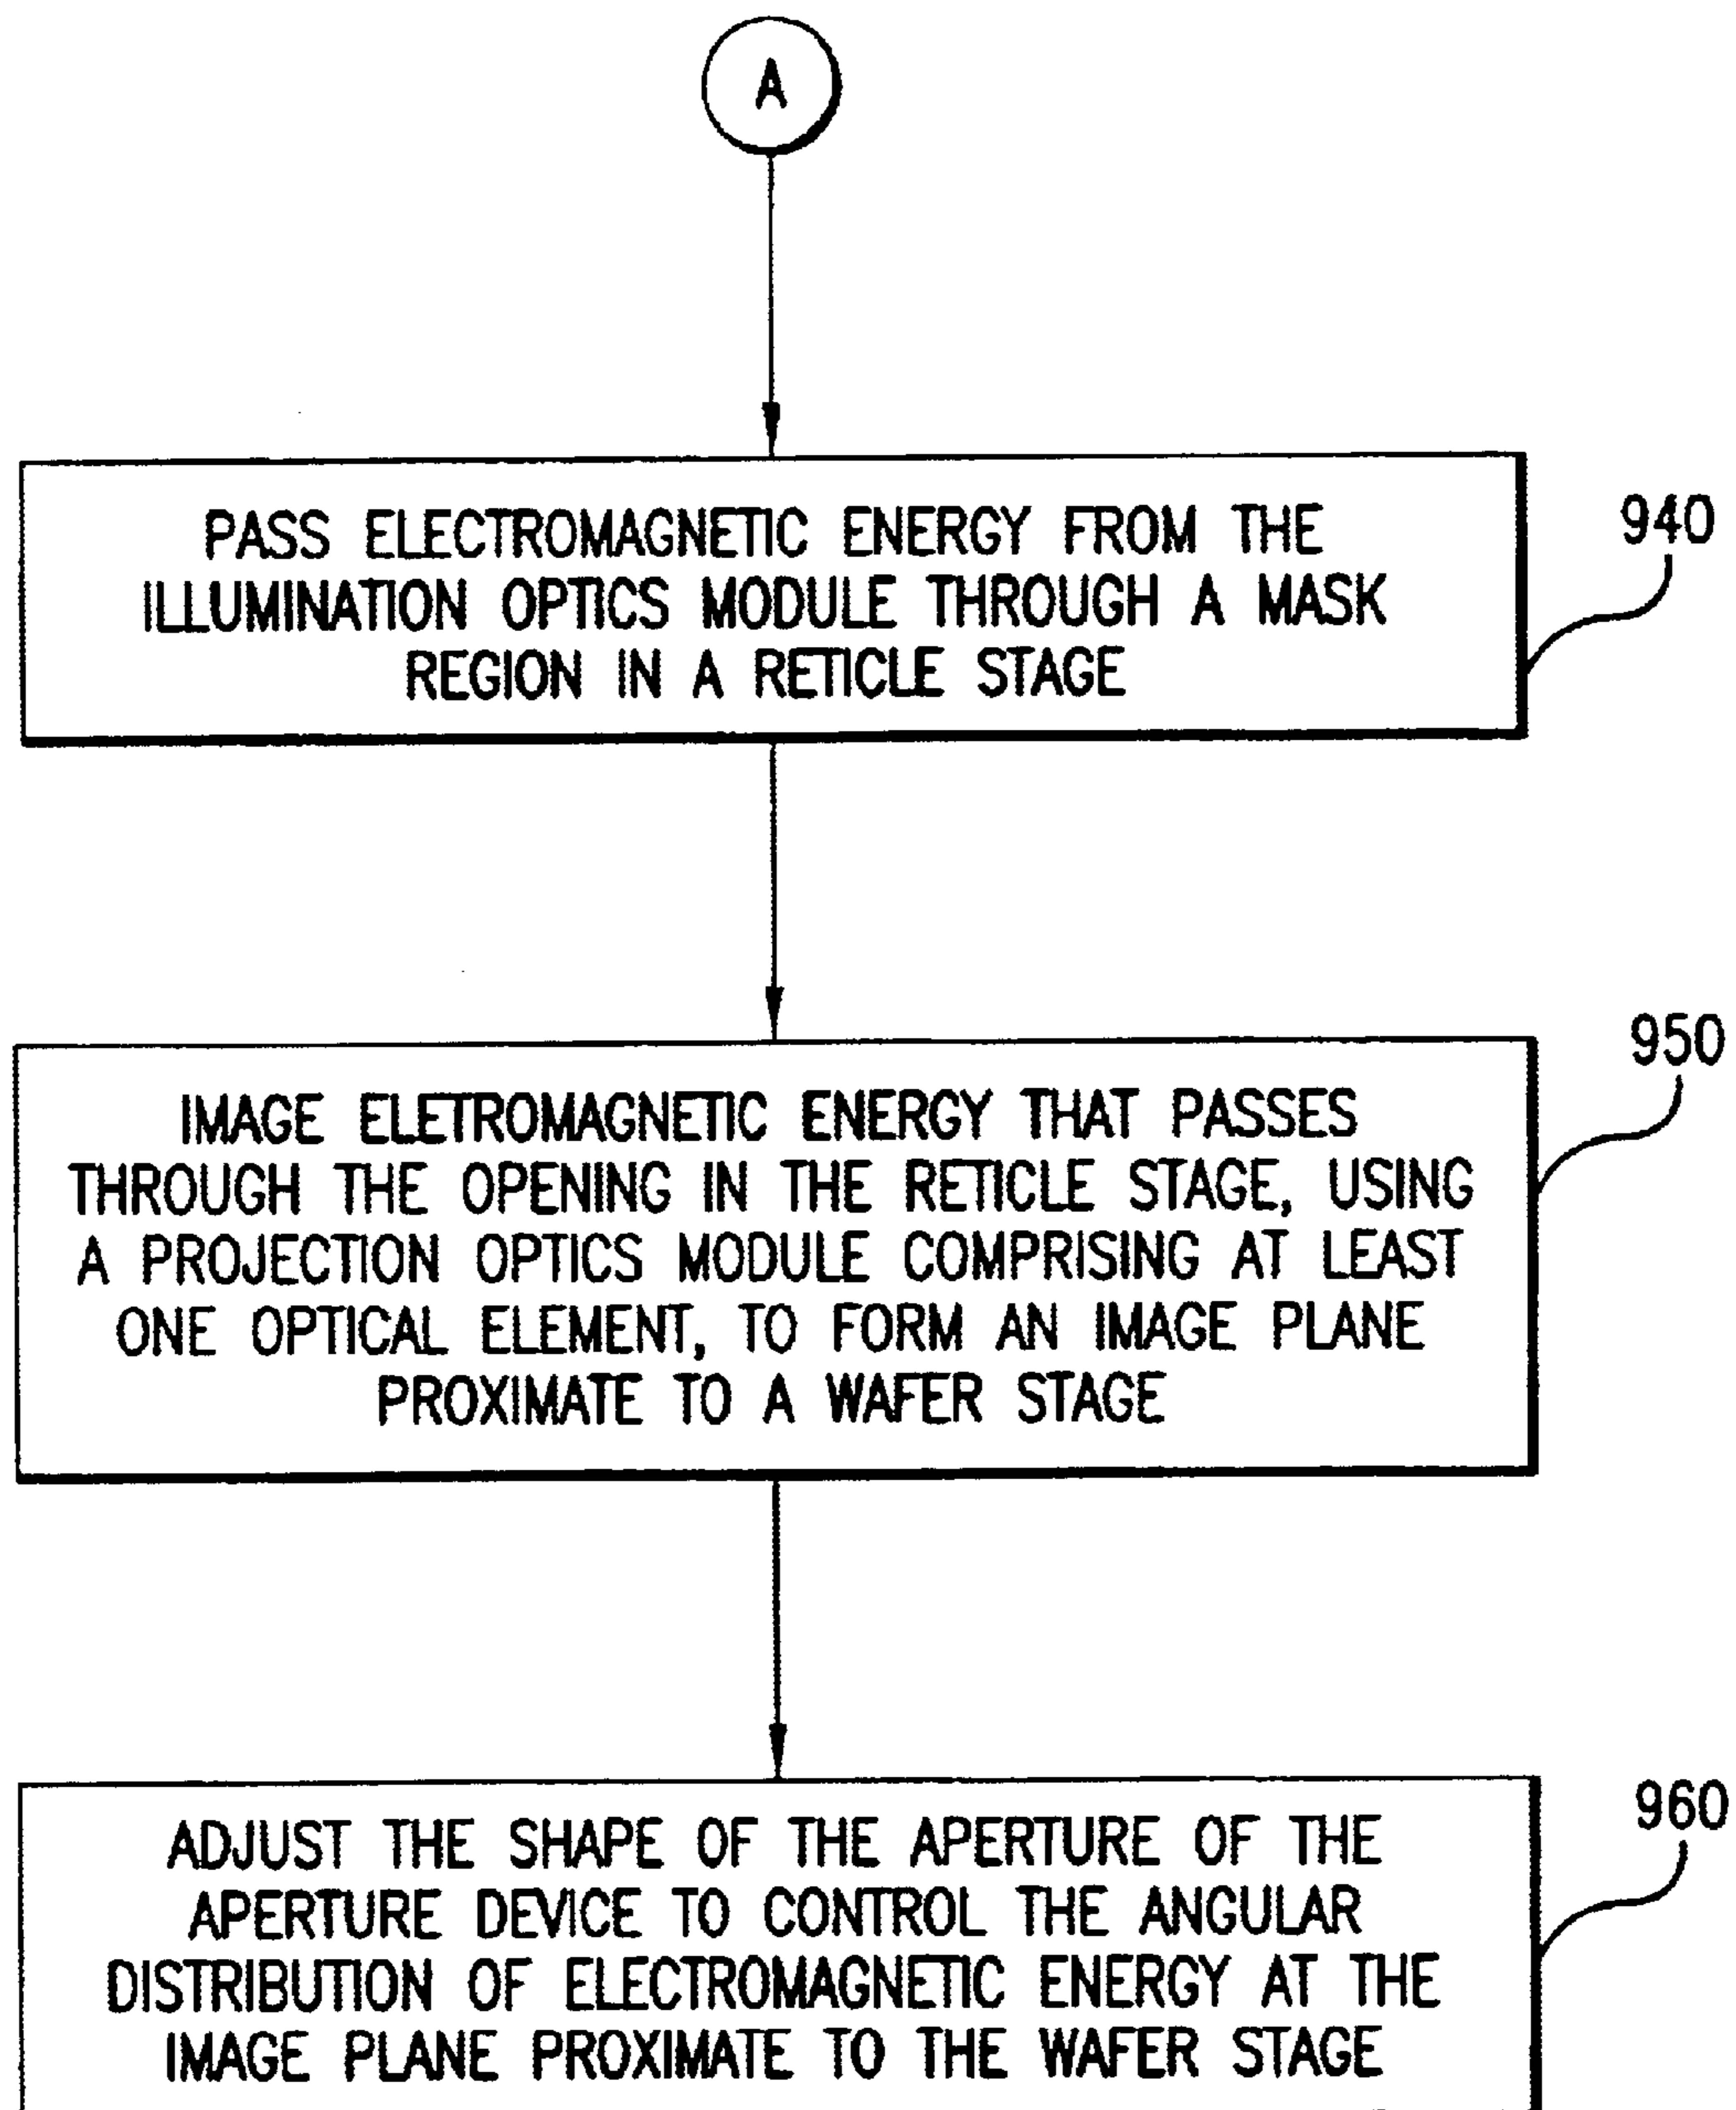 A
PASS ELECTROMAGNETIC ENERGY FROM THE
ILLUMINATION OPTICS MODULE THROUGH A MASK
REGION IN A RETICLE STAGE
940
IMAGE ELETROMAGNETIC ENERGY THAT PASSES
THROUGH THE OPENING IN THE RETICLE STAGE, USING
A PROJECTION OPTICS MODULE COMPRISING AT LEAST
ONE OPTICAL ELEMENT, TO FORM AN IMAGE PLANE
PROXIMATE TO A WAFER STAGE
950
ADJUST THE SHAPE OF THE APERTURE OF THE
APERTURE DEVICE TO CONTROL THE ANGULAR
DISTRIBUTION OF ELECTROMAGNETIC ENERGY AT THE
IMAGE PLANE PROXIMATE TO THE WAFER STAGE
960